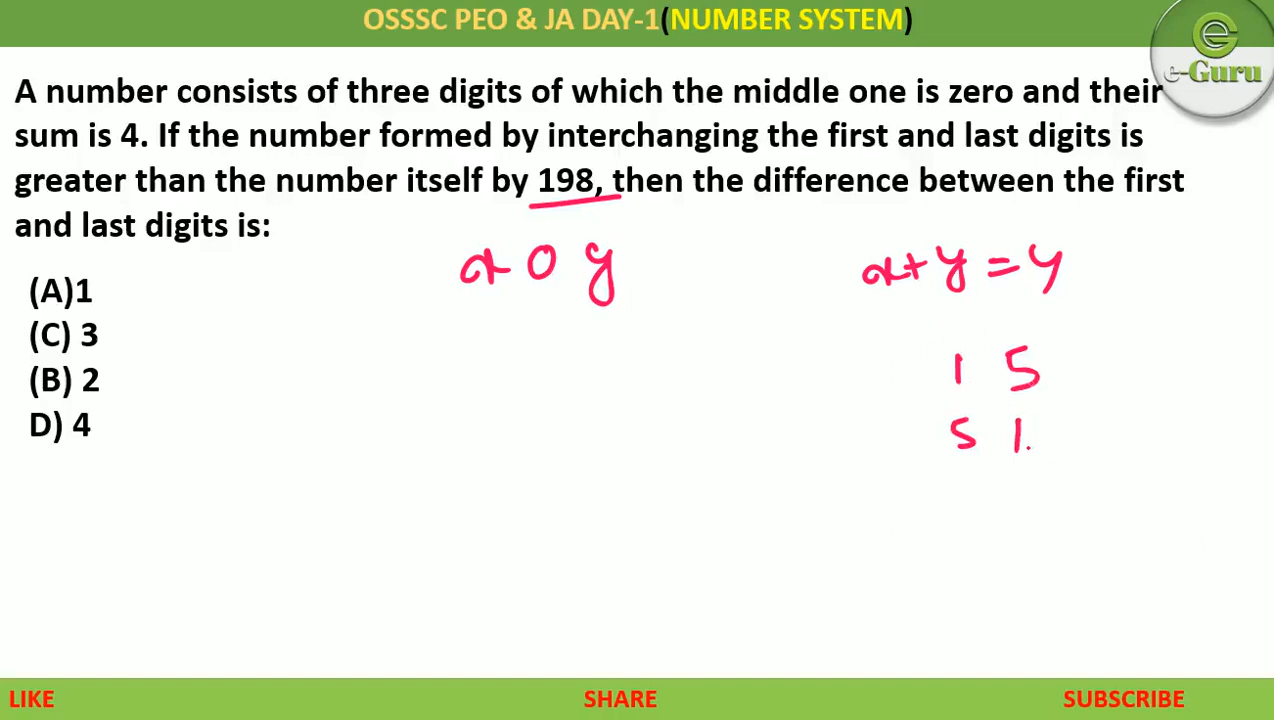 OSSSC PEO & JA DAY-1(NUMBER SYSTEM)
e-Guru
A number consists of three digits of which the middle one is zero and their
sum is 4. If the number formed by interchanging the first and last digits is
greater than the number itself by 198, then the difference between the first
and last digits is:
x 0 y
x+y=4
(A)1
(C) 3
1 5
(B) 2
D) 4
5 1
LIKE
SHARE
SUBSCRIBE